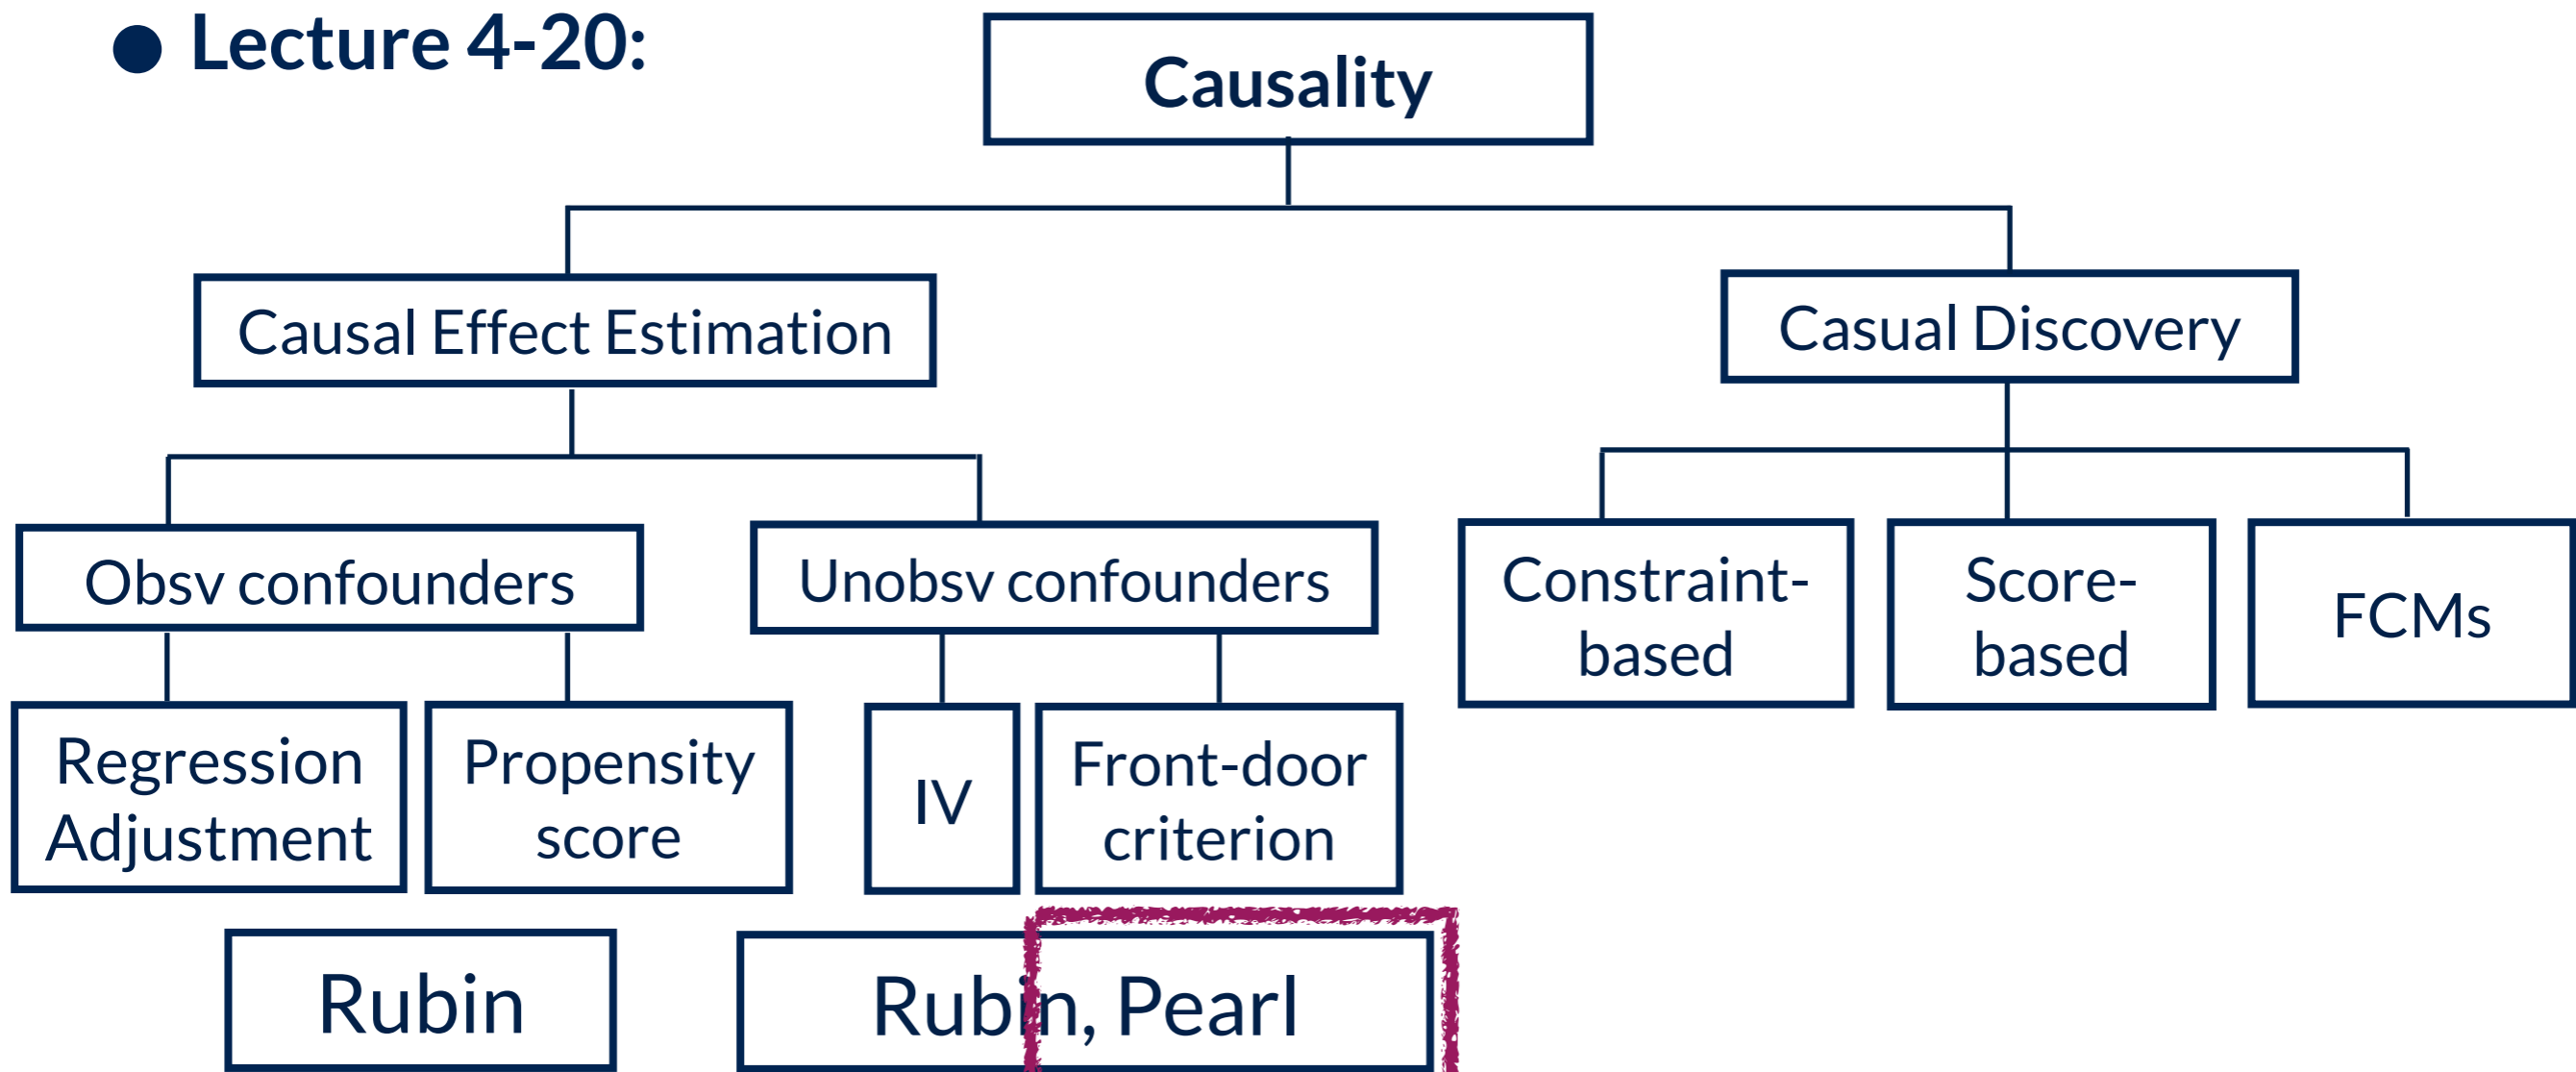 ● Lecture 4-20:
Causality
Causal Effect Estimation
Casual Discovery
Obsv confounders
Unobsv confounders
Constraint-
based
Score-
based
FCMs
Regression
Adjustment
Propensity
score
IV
Front-door
criterion
Rubin
Rubin, Pearl